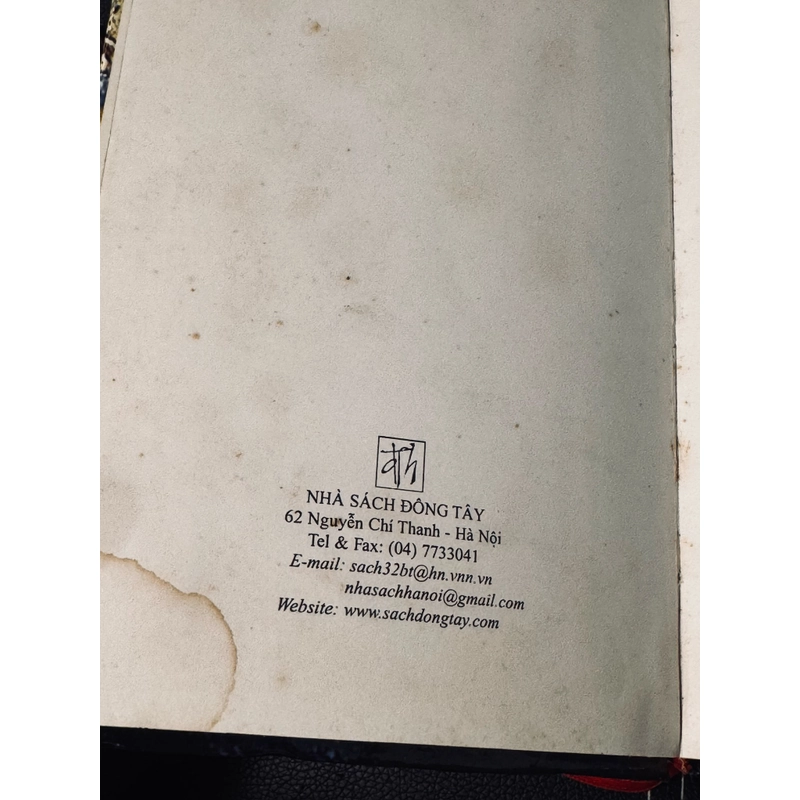 NHÀ SÁCH ĐÔNG TÂY
62 Nguyễn Chí Thanh - Hà Nội
Tel & Fax: (04) 7733041
E-mail: sach32bt@hn.vnn.vn
nhasachhanoi@gmail.com
Website: www.sachdongtay.com